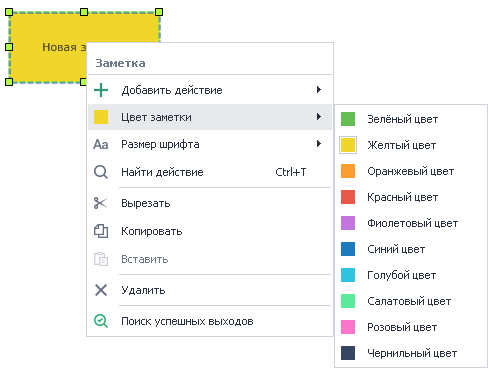 Новая з
Заметка
Добавить действие
Цвет заметки
Aa Размер шрифта
Найти действие Ctrl+T
Вырезать
Копировать
Вставить
Удалить
Поиск успешных выходов
Зелёный цвет
Желтый цвет
Оранжевый цвет
Красный цвет
Фиолетовый цвет
Синий цвет
Голубой цвет
Салатовый цвет
Розовый цвет
Чернильный цвет